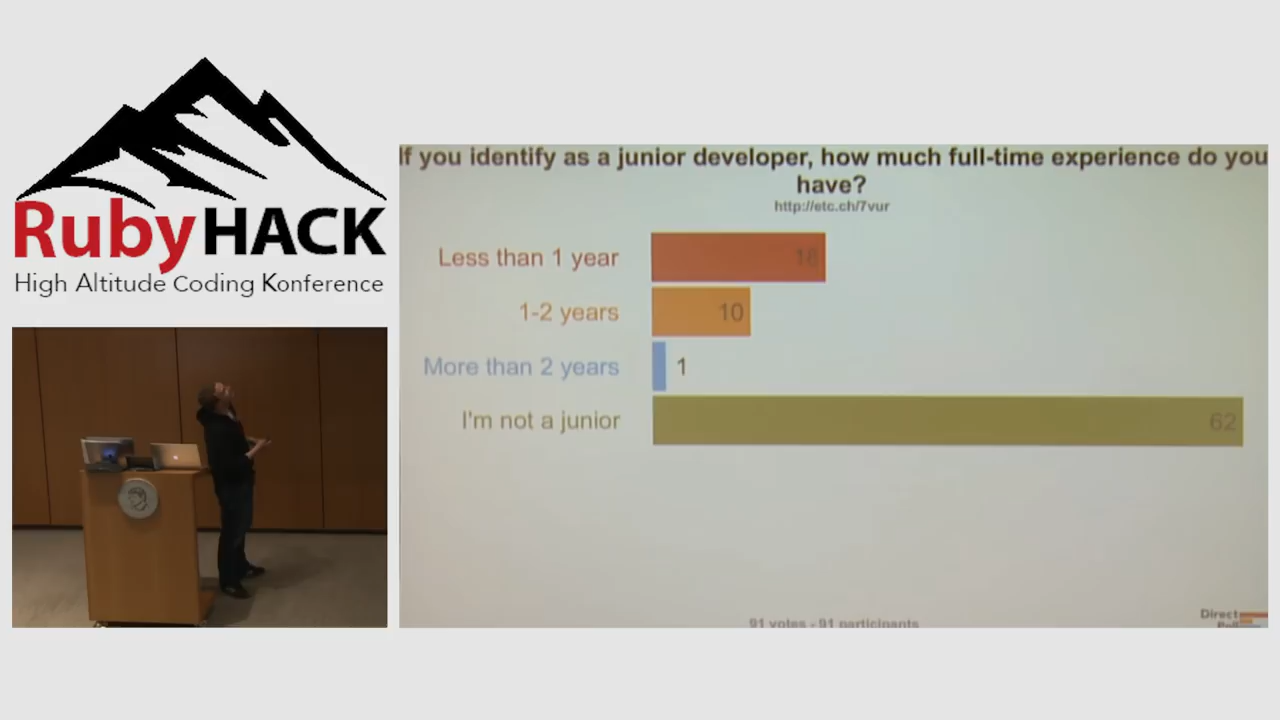 RubyHACK
High Altitude Coding Konference
If you identify as a junior developer, how much full-time experience do you
have?
http://etc.ch/7vur
Less than 1 year 18
1-2 years 10
More than 2 years 1
I'm not a junior 62
91 votes - 91 participants
Direct
Poll